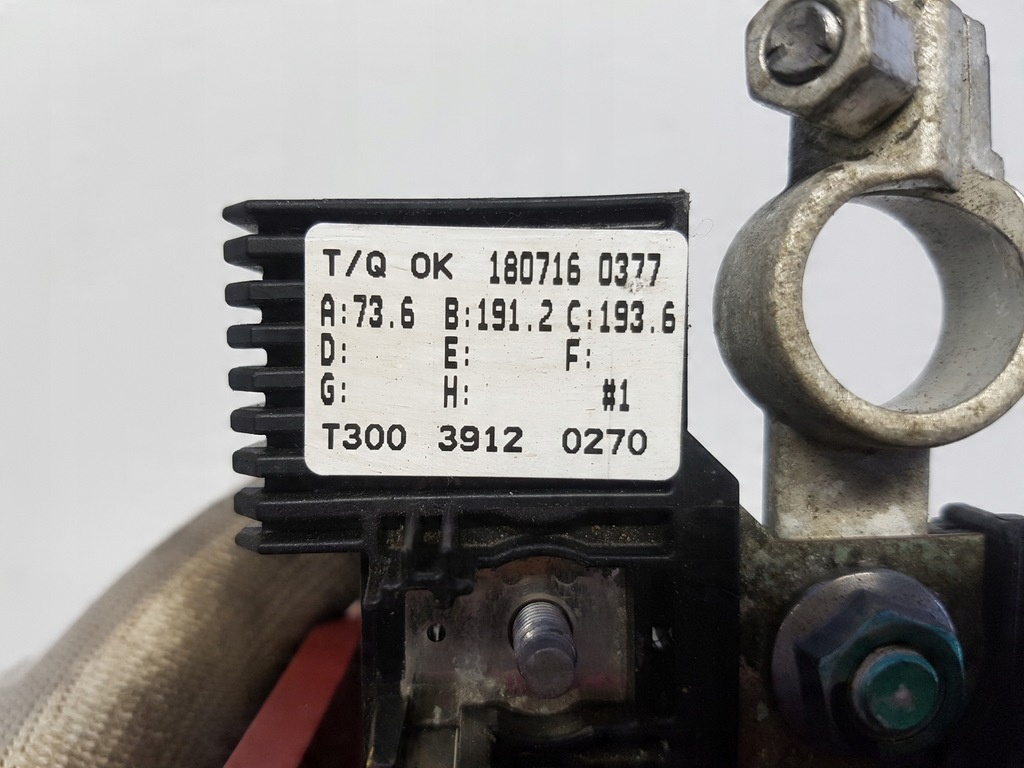 T/Q OK 180716 0377
A:73.6 B:191.2 C:193.6
D: E: F:
G: H: #1
T300 3912 0270